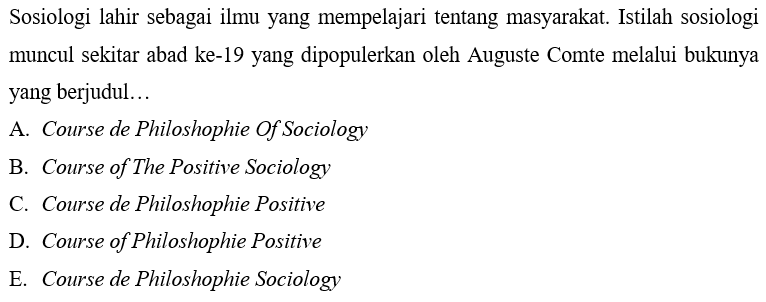 Sosiologi lahir sebagai ilmu yang mempelajari tentang masyarakat. Istilah sosiologi
muncul sekitar abad ke-19 yang dipopulerkan oleh Auguste Comte melalui bukunya
yang berjudul…
A. Course de Philoshophie Of Sociology
B. Course of The Positive Sociology
C. Course de Philoshophie Positive
D. Course of Philoshophie Positive
E. Course de Philoshophie Sociology